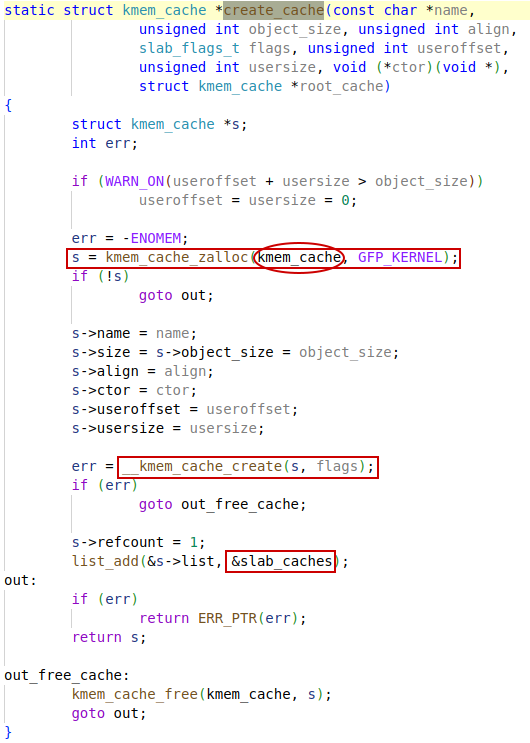 static struct kmem_cache *create_cache(const char *name,
                unsigned int object_size, unsigned int align,
                slab_flags_t flags, unsigned int useroffset,
                unsigned int usersize, void (*ctor)(void *),
                struct kmem_cache *root_cache)
{
        struct kmem_cache *s;
        int err;

        if (WARN_ON(useroffset + usersize > object_size))
                useroffset = usersize = 0;

        err = -ENOMEM;
        s = kmem_cache_zalloc(kmem_cache, GFP_KERNEL);
        if (!s)
                goto out;

        s->name = name;
        s->size = s->object_size = object_size;
        s->align = align;
        s->ctor = ctor;
        s->useroffset = useroffset;
        s->usersize = usersize;

        err = __kmem_cache_create(s, flags);
        if (err)
                goto out_free_cache;

        s->refcount = 1;
        list_add(&s->list, &slab_caches);
out:
        if (err)
                return ERR_PTR(err);
        return s;

out_free_cache:
        kmem_cache_free(kmem_cache, s);
        goto out;
}